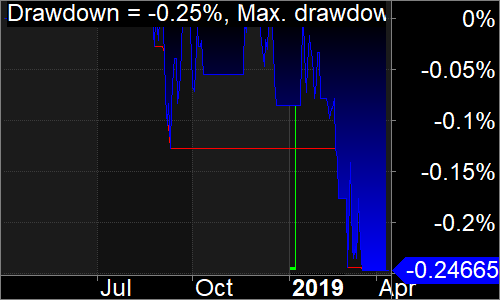 Drawdown = -0.25%, Max. drawdow
0%
-0.05%
-0.1%
-0.15%
-0.2%
-0.24665
Jul
Oct
2019
Apr